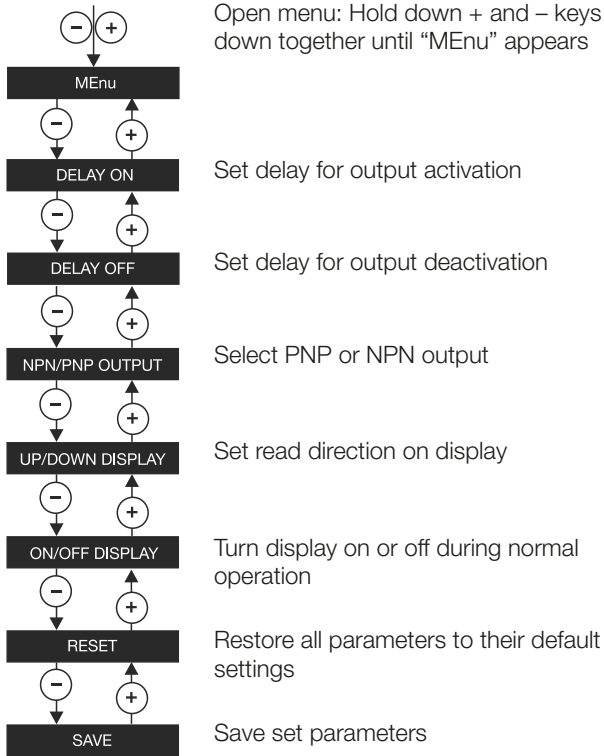 − + Open menu: Hold down + and – keys
down together until “MEnu” appears
MEnu
− +
DELAY ON Set delay for output activation
− +
DELAY OFF Set delay for output deactivation
− +
NPN/PNP OUTPUT Select PNP or NPN output
− +
UP/DOWN DISPLAY Set read direction on display
− +
ON/OFF DISPLAY Turn display on or off during normal
operation
− +
RESET Restore all parameters to their default
settings
− +
SAVE Save set parameters